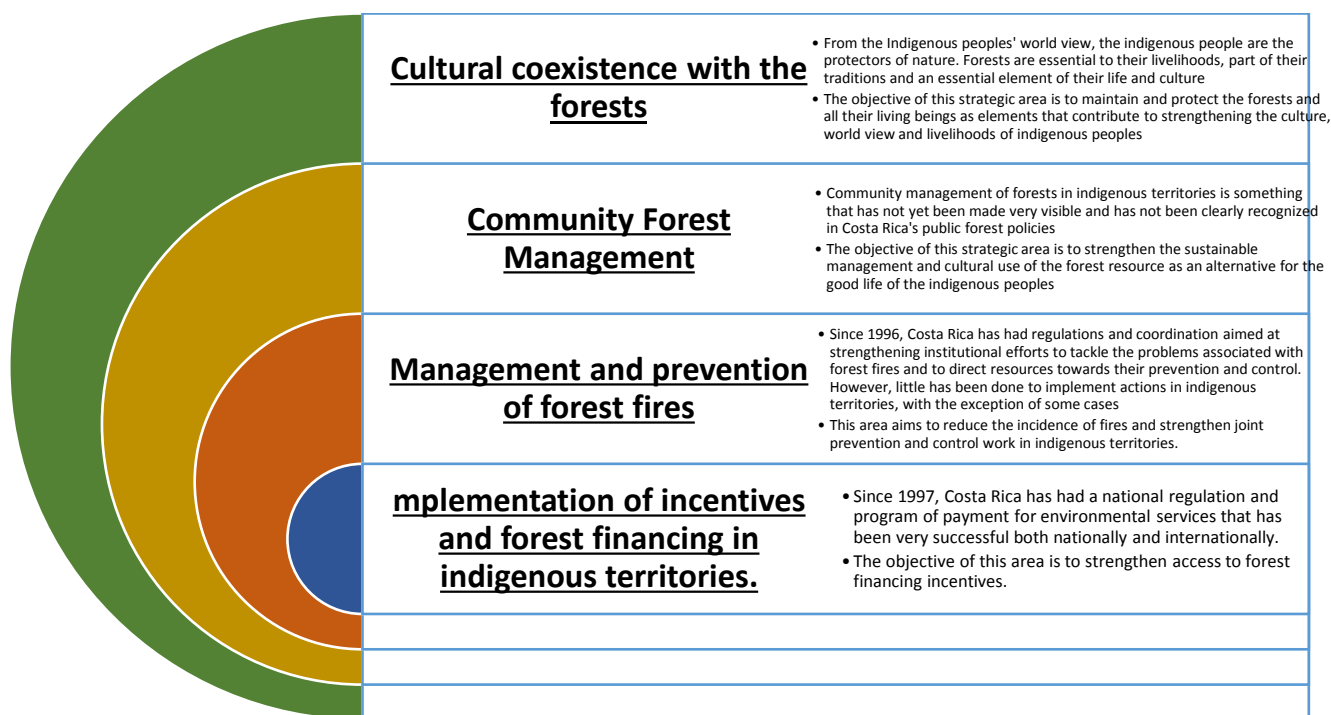 Cultural coexistence with the
forests
• From the Indigenous peoples' world view, the indigenous people are the
protectors of nature. Forests are essential to their livelihoods, part of their
traditions and an essential element of their life and culture
• The objective of this strategic area is to maintain and protect the forests and
all their living beings as elements that contribute to strengthening the culture,
world view and livelihoods of indigenous peoples
Community Forest
Management
• Community management of forests in indigenous territories is something
that has not yet been made very visible and has not been clearly recognized
in Costa Rica's public forest policies
• The objective of this strategic area is to strengthen the sustainable
management and cultural use of the forest resource as an alternative for the
good life of the indigenous peoples
Management and prevention
of forest fires
• Since 1996, Costa Rica has had regulations and coordination aimed at
strengthening institutional efforts to tackle the problems associated with
forest fires and to direct resources towards their prevention and control.
However, little has been done to implement actions in indigenous
territories, with the exception of some cases
• This area aims to reduce the incidence of fires and strengthen joint
prevention and control work in indigenous territories.
mplementation of incentives
and forest financing in
indigenous territories.
• Since 1997, Costa Rica has had a national regulation and
program of payment for environmental services that has
been very successful both nationally and internationally.
• The objective of this area is to strengthen access to forest
financing incentives.